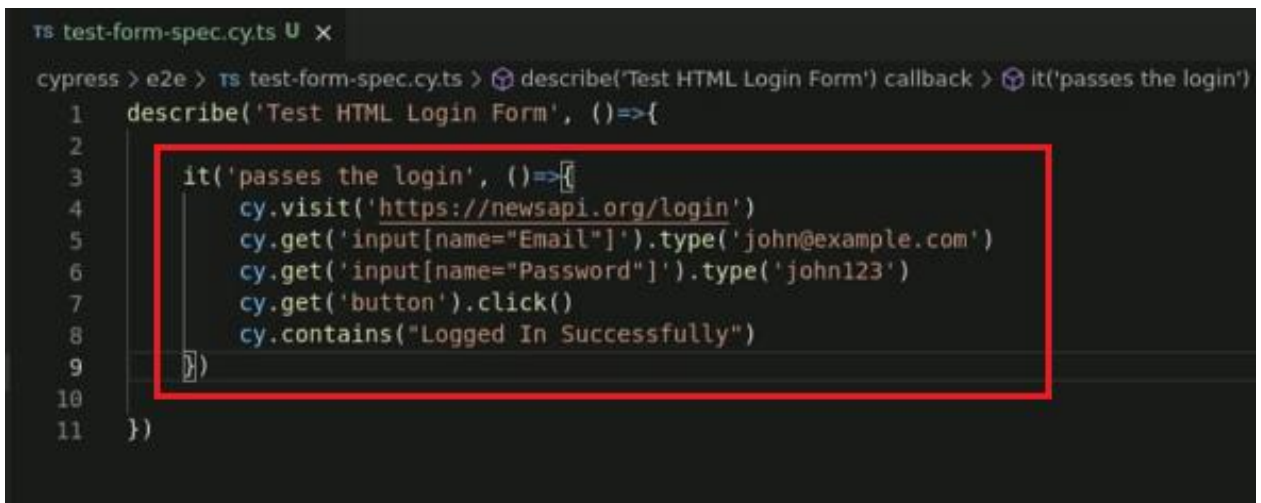 TS test-form-spec.cy.ts U ×
cypress > e2e > TS test-form-spec.cy.ts > describe('Test HTML Login Form') callback > it('passes the login')
1 describe('Test HTML Login Form', ()=>{
2
3 it('passes the login', ()=>{
4 cy.visit('https://newsapi.org/login')
5 cy.get('input[name="Email"]').type('john@example.com')
6 cy.get('input[name="Password"]').type('john123')
7 cy.get('button').click()
8 cy.contains("Logged In Successfully")
9 })
10
11 })